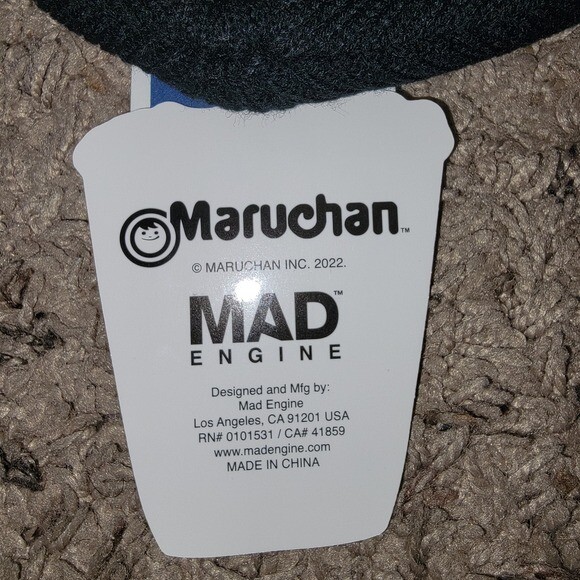 Maruchan™
© MARUCHAN INC. 2022.
MAD™
ENGINE
Designed and Mfg by:
Mad Engine
Los Angeles, CA 91201 USA
RN# 0101531 / CA# 41859
www.madengine.com
MADE IN CHINA